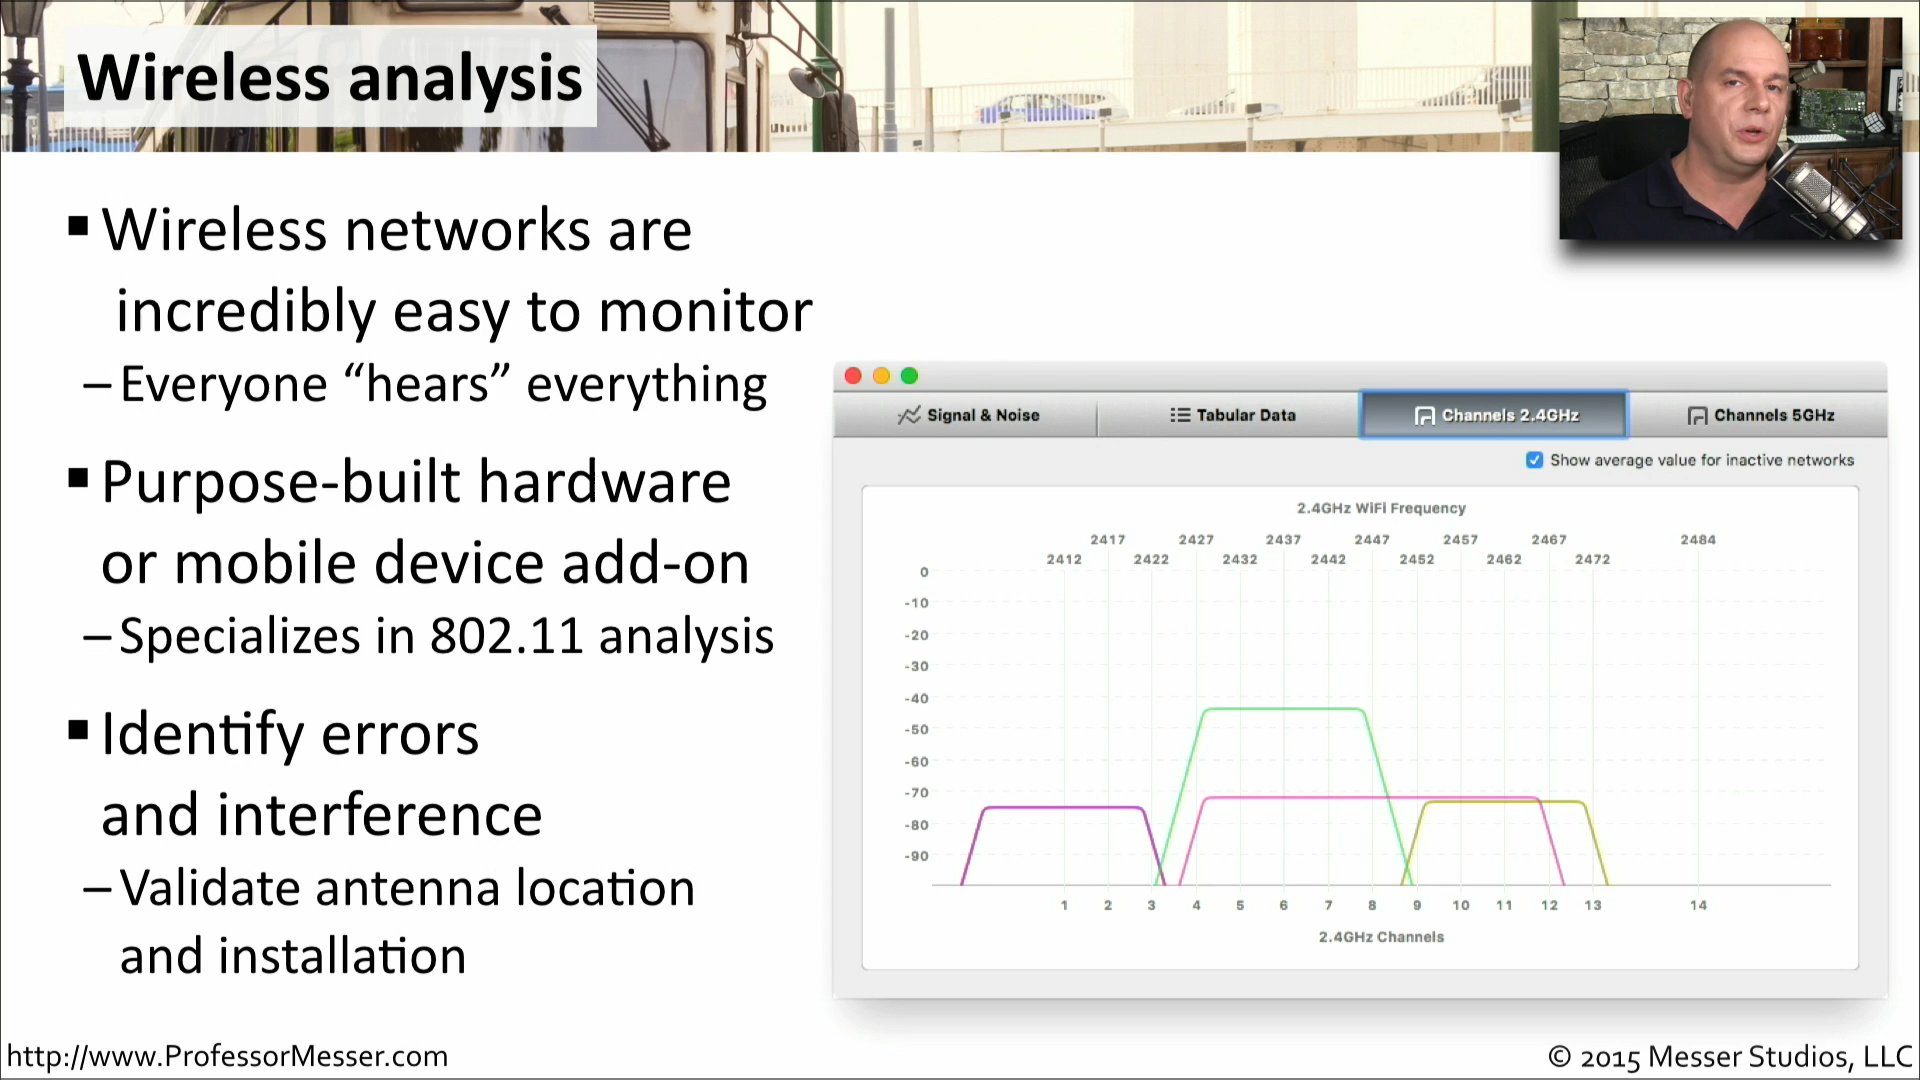 Wireless analysis
Wireless networks are
incredibly easy to monitor
– Everyone “hears” everything
Purpose-built hardware
or mobile device add-on
– Specializes in 802.11 analysis
Identify errors
and interference
– Validate antenna location
and installation
Signal & Noise
Tabular Data
Channels 2.4GHz
Channels 5GHz
Show average value for inactive networks
2.4GHz WiFi Frequency
2417 2427 2437 2447 2457 2467 2484
2412 2422 2432 2442 2452 2462 2472
0
-10
-20
-30
-40
-50
-60
-70
-80
-90
1 2 3 4 5 6 7 8 9 10 11 12 13 14
2.4GHz Channels
http://www.ProfessorMesser.com
© 2015 Messer Studios, LLC